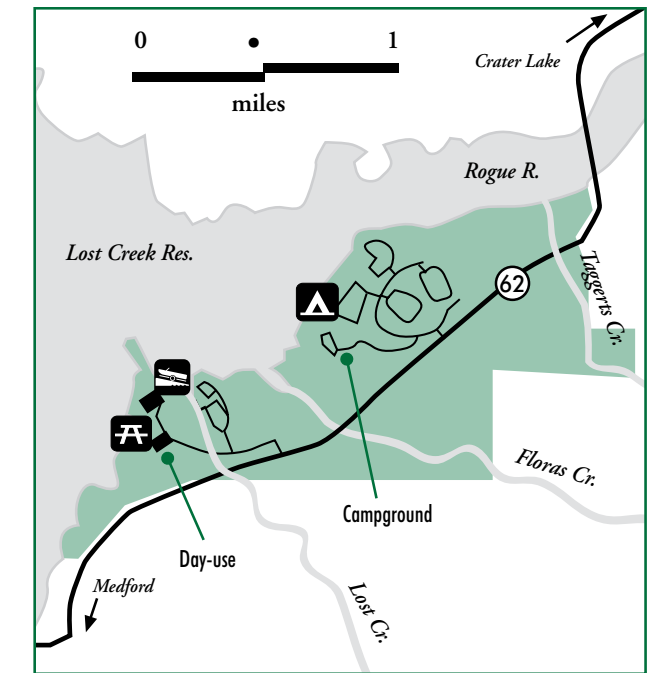 0 1
miles
Crater Lake
Rogue R.
Lost Creek Res.
62
Taggerts Cr.
Floras Cr.
Campground
Day-use
Medford
Lost Cr.